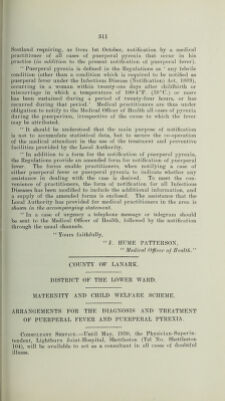 311
Scotland requiring, as from 1st October, notification by a medical
practitioner of all cases of puerperal pyrexia that occur in his
practice (in addition to the present notification of puerperal fever).
"Puerperal pyrexia is defined in the Regulations as "any febrile
condition (other than a condition which is required to be notified as
puerperal fever under the Infectious Disease (Notification) Act, 1889),
occurring in a woman within twenty-one days after childbirth or
miscarriage in which a temperature of 100·4°F. (38°C.) or more
has been sustained during a period of twenty-four hours, or has
occurred during that period." Medical practitioners are thus under
obligation to notify to the Medical Officer of Health all cases of pyrexia
during the puerperium, irrespective of the cause to which the fever
may be attributed.
"It should be understood that the main purpose of notification
is not to accumulate statistical data, but to secure the co-operation
of the medical attendant in the use of the treatment and preventive
facilities provided by the Local Authority.
"In addition to a form for the notification of puerperal pyrexia,
the Regulations provide an amended form for notification of puerperal
fever. The forms enable practitioners, when notifying a case of
either puerperal fever or puerperal pyrexia to indicate whether any
assistance in dealing with the case is desired. To meet the con-
venience of practitioners, the form of notification for all Infectious
Diseases has been modified to include the additional information, and
a supply of the amended forms is enclosed. The assistance that the
Local Authority has provided for medical practitioners in the area is
shown in the accompanying statement.
"In a case of urgency a telephone message or telegram should
be sent to the Medical Officer of Health, followed by the notification
through the usual channels.
"Yours faithfully,
"J. HUME PATTERSON,
"Medical Officer of Health."
COUNTY OF LANARK.
DISTRICT OF THE LOWER WARD.
MATERNITY AND CHILD WELFARE SCHEME.
ARRANGEMENTS FOR THE DIAGNOSIS AND TREATMENT
OF PUERPERAL FEVER AND PUERPERAL PYREXIA.
Consultant Service.—Until May, 1930, the Physician-Superin-
tendent, Lightburn Joint-Hospital, Shettleston (Tel. No. Shettleston
104), will be available to act as a consultant in all cases of doubtful
illness.